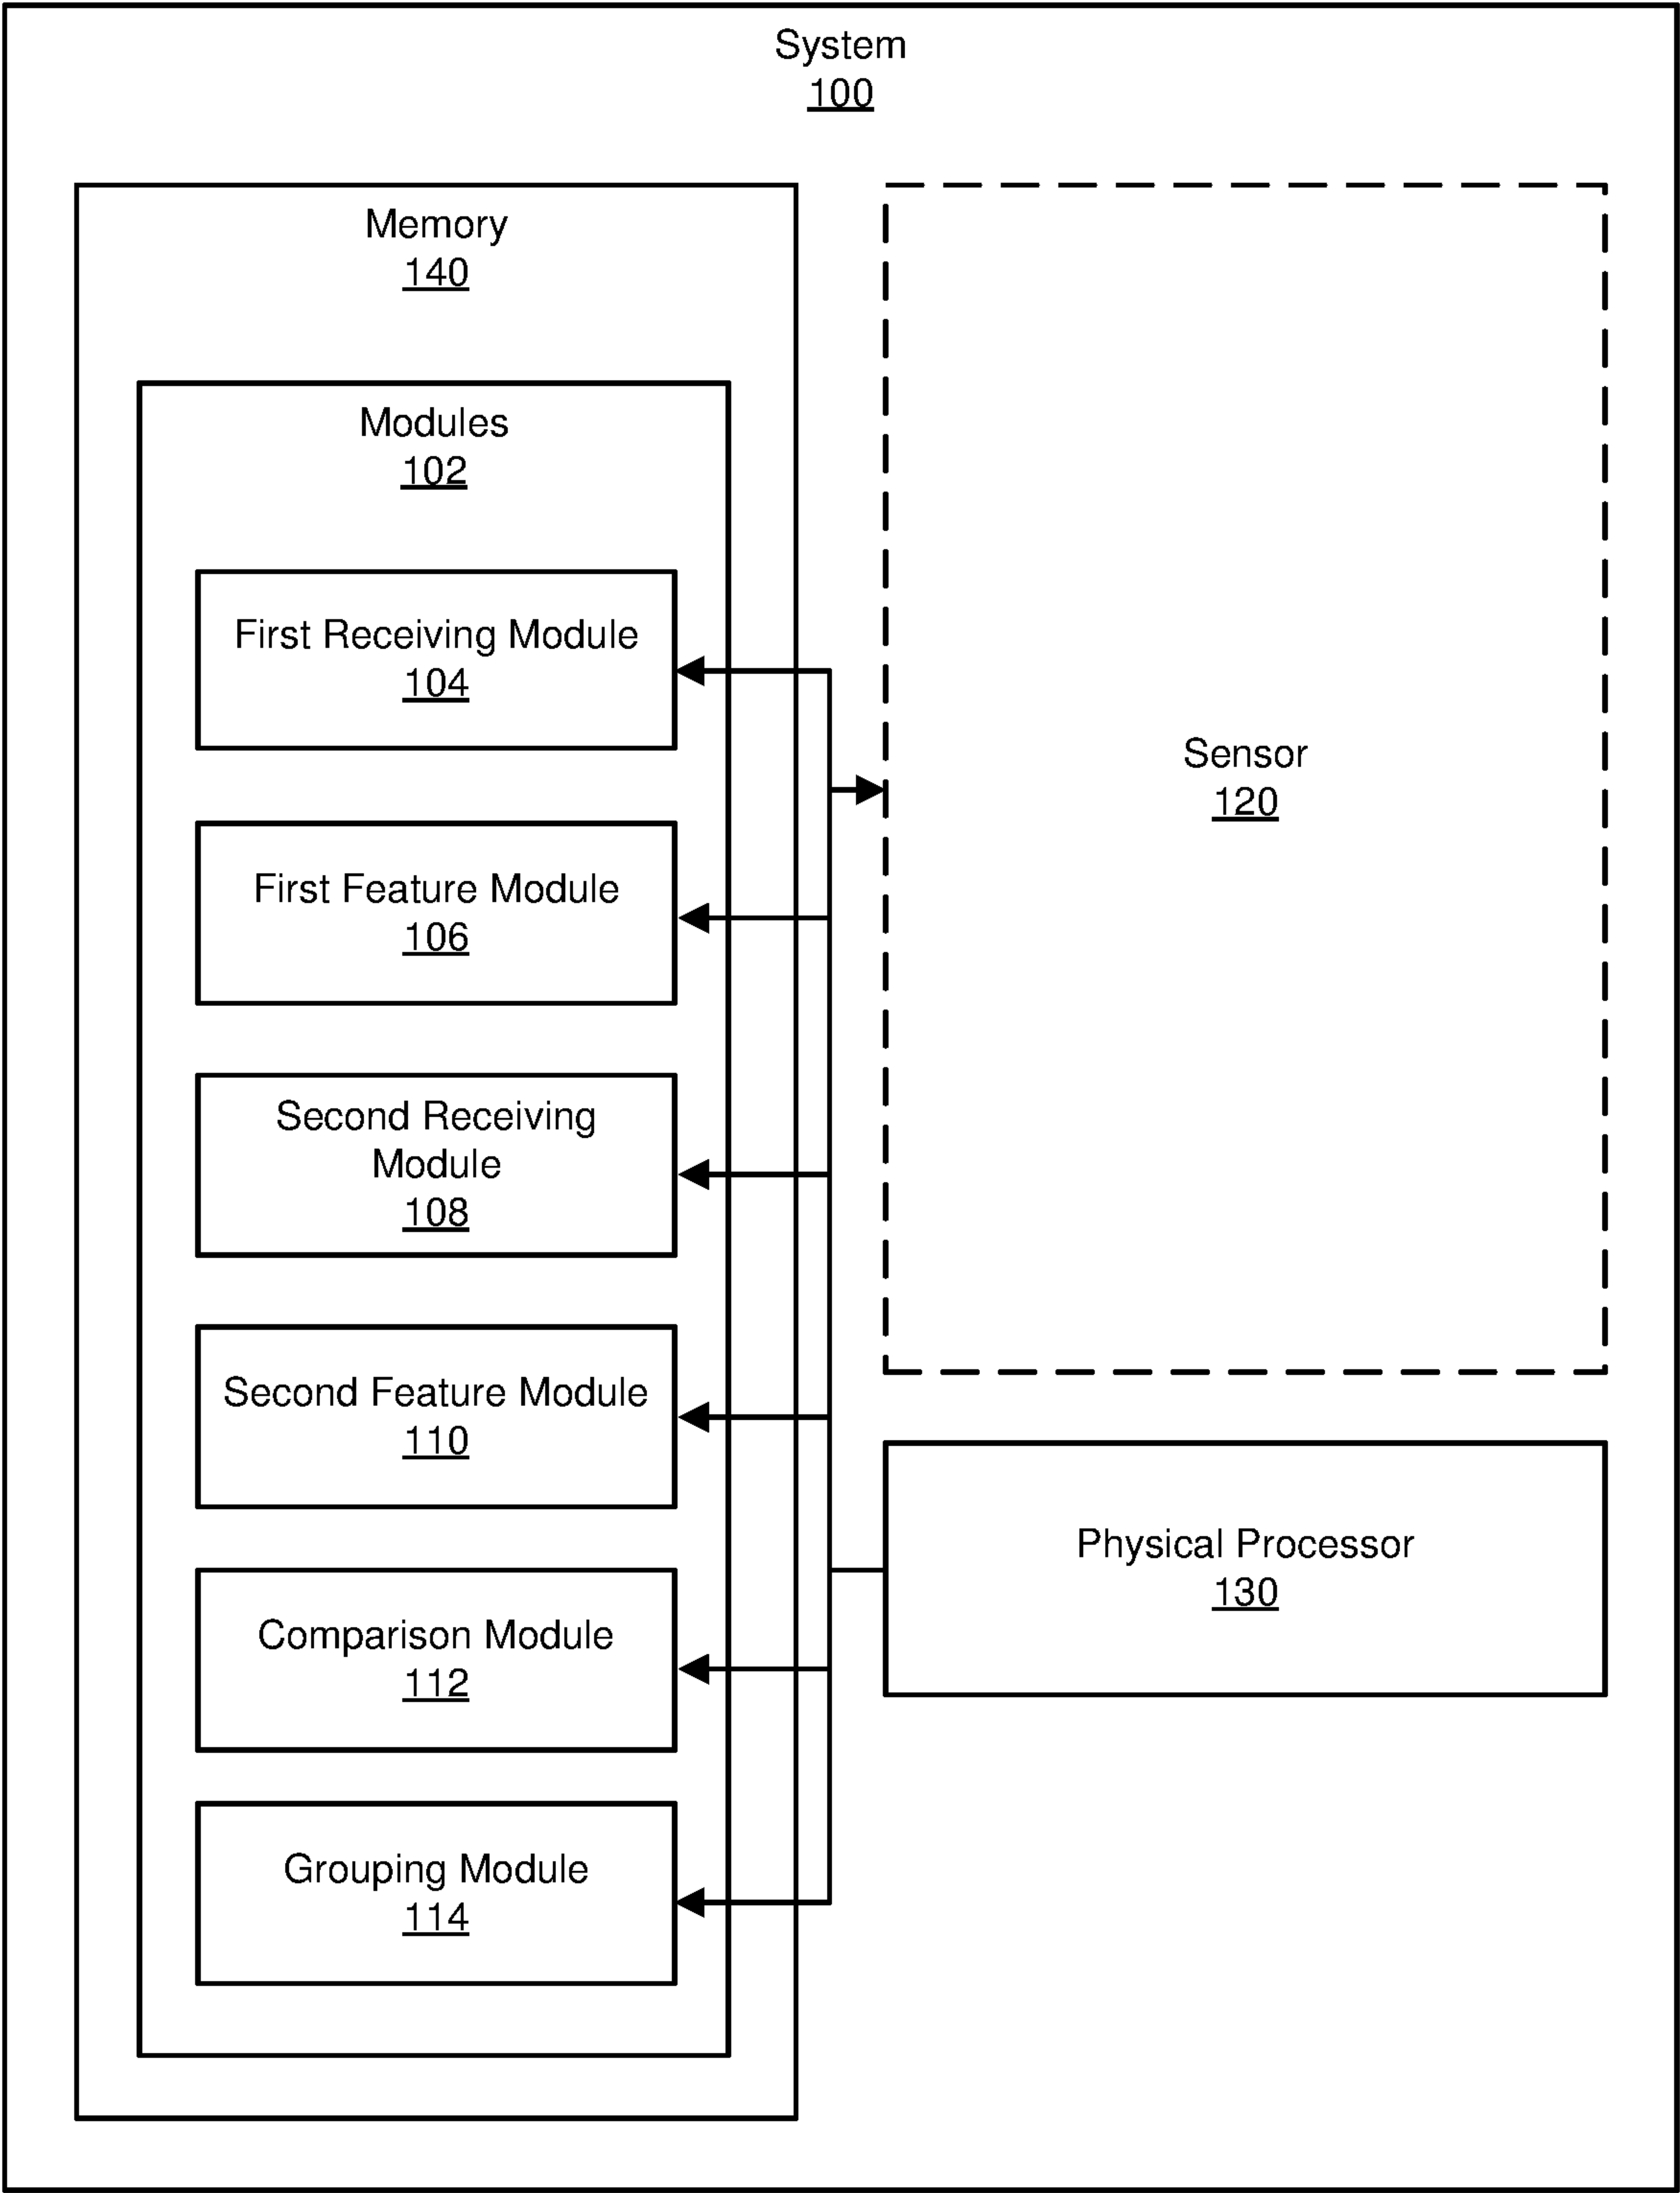 System
100
Memory
140
Modules
102
First Receiving Module
104
First Feature Module
106
Second Receiving
Module
108
Second Feature Module
110
Comparison Module
112
Grouping Module
114
Sensor
120
Physical Processor
130